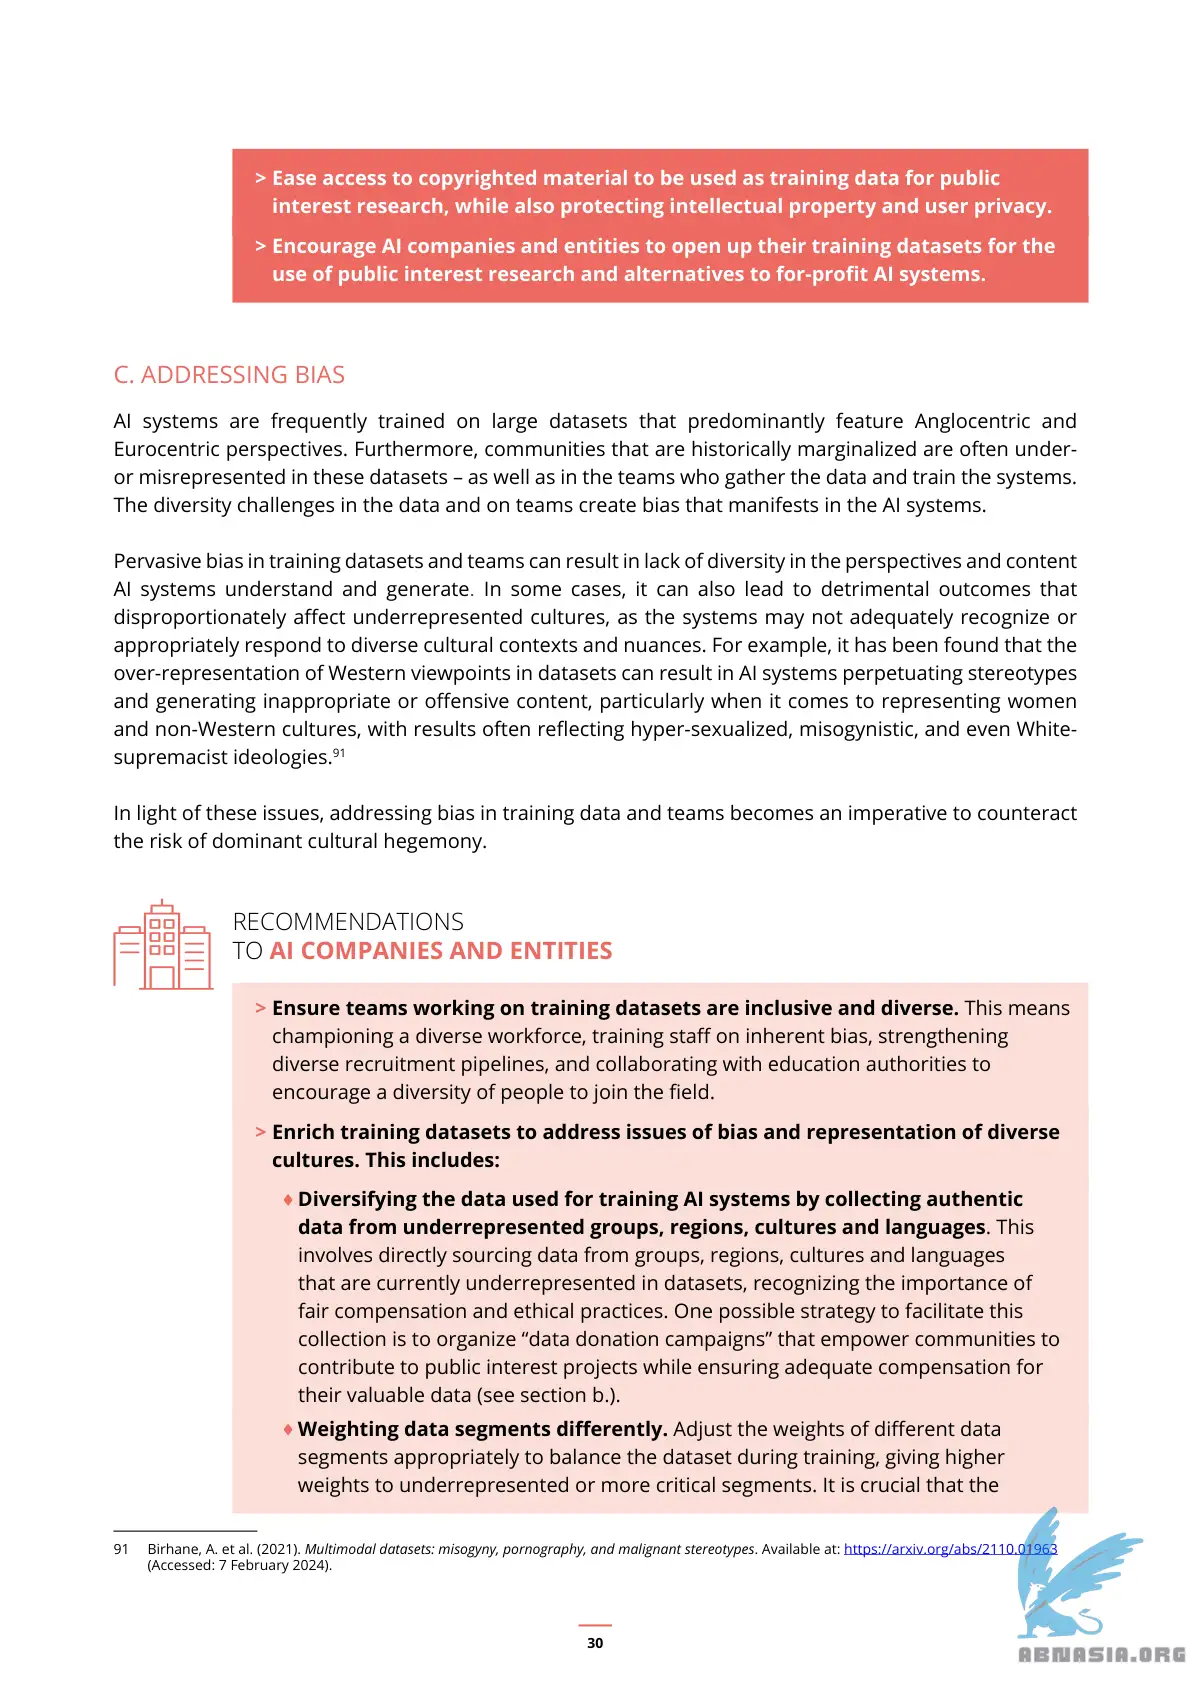 > Ease access to copyrighted material to be used as training data for public
interest research, while also protecting intellectual property and user privacy.
> Encourage AI companies and entities to open up their training datasets for the
use of public interest research and alternatives to for-profit AI systems.
C. ADDRESSING BIAS
AI systems are frequently trained on large datasets that predominantly feature Anglocentric and
Eurocentric perspectives. Furthermore, communities that are historically marginalized are often under-
or misrepresented in these datasets – as well as in the teams who gather the data and train the systems.
The diversity challenges in the data and on teams create bias that manifests in the AI systems.
Pervasive bias in training datasets and teams can result in lack of diversity in the perspectives and content
AI systems understand and generate. In some cases, it can also lead to detrimental outcomes that
disproportionately affect underrepresented cultures, as the systems may not adequately recognize or
appropriately respond to diverse cultural contexts and nuances. For example, it has been found that the
over-representation of Western viewpoints in datasets can result in AI systems perpetuating stereotypes
and generating inappropriate or offensive content, particularly when it comes to representing women
and non-Western cultures, with results often reflecting hyper-sexualized, misogynistic, and even White-
supremacist ideologies.91
In light of these issues, addressing bias in training data and teams becomes an imperative to counteract
the risk of dominant cultural hegemony.
RECOMMENDATIONS
TO AI COMPANIES AND ENTITIES
> Ensure teams working on training datasets are inclusive and diverse. This means
championing a diverse workforce, training staff on inherent bias, strengthening
diverse recruitment pipelines, and collaborating with education authorities to
encourage a diversity of people to join the field.
> Enrich training datasets to address issues of bias and representation of diverse
cultures. This includes:
♦ Diversifying the data used for training AI systems by collecting authentic
data from underrepresented groups, regions, cultures and languages. This
involves directly sourcing data from groups, regions, cultures and languages
that are currently underrepresented in datasets, recognizing the importance of
fair compensation and ethical practices. One possible strategy to facilitate this
collection is to organize “data donation campaigns” that empower communities to
contribute to public interest projects while ensuring adequate compensation for
their valuable data (see section b.).
♦ Weighting data segments differently. Adjust the weights of different data
segments appropriately to balance the dataset during training, giving higher
weights to underrepresented or more critical segments. It is crucial that the
91 Birhane, A. et al. (2021). Multimodal datasets: misogyny, pornography, and malignant stereotypes. Available at: https://arxiv.org/abs/2110.01963
(Accessed: 7 February 2024).
30
ABNASIA.ORG